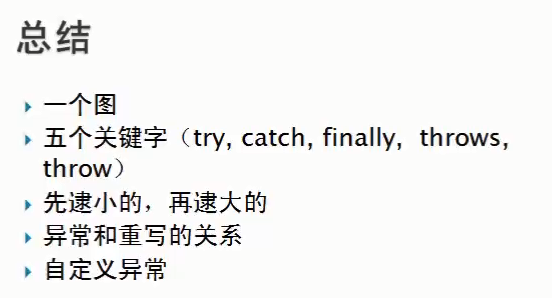 总结
一个图
五个关键字（try, catch, finally,  throws,
throw）
先逮小的，再逮大的
异常和重写的关系
自定义异常